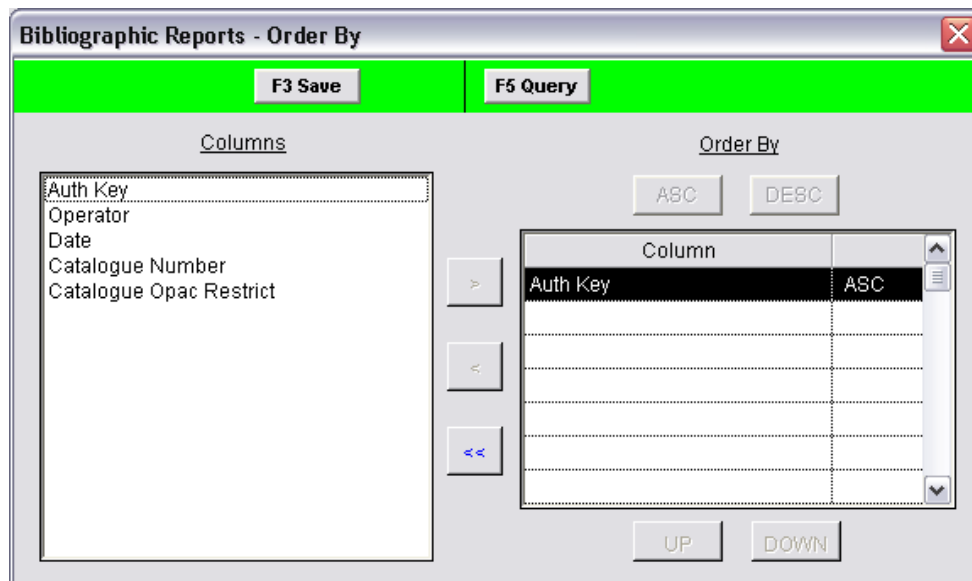 Bibliographic Reports - Order By
F3 Save
F5 Query
Columns
Auth Key
Operator
Date
Catalogue Number
Catalogue Opac Restrict
>
<
<<
Order By
ASC DESC
Column
Auth Key ASC
UP DOWN